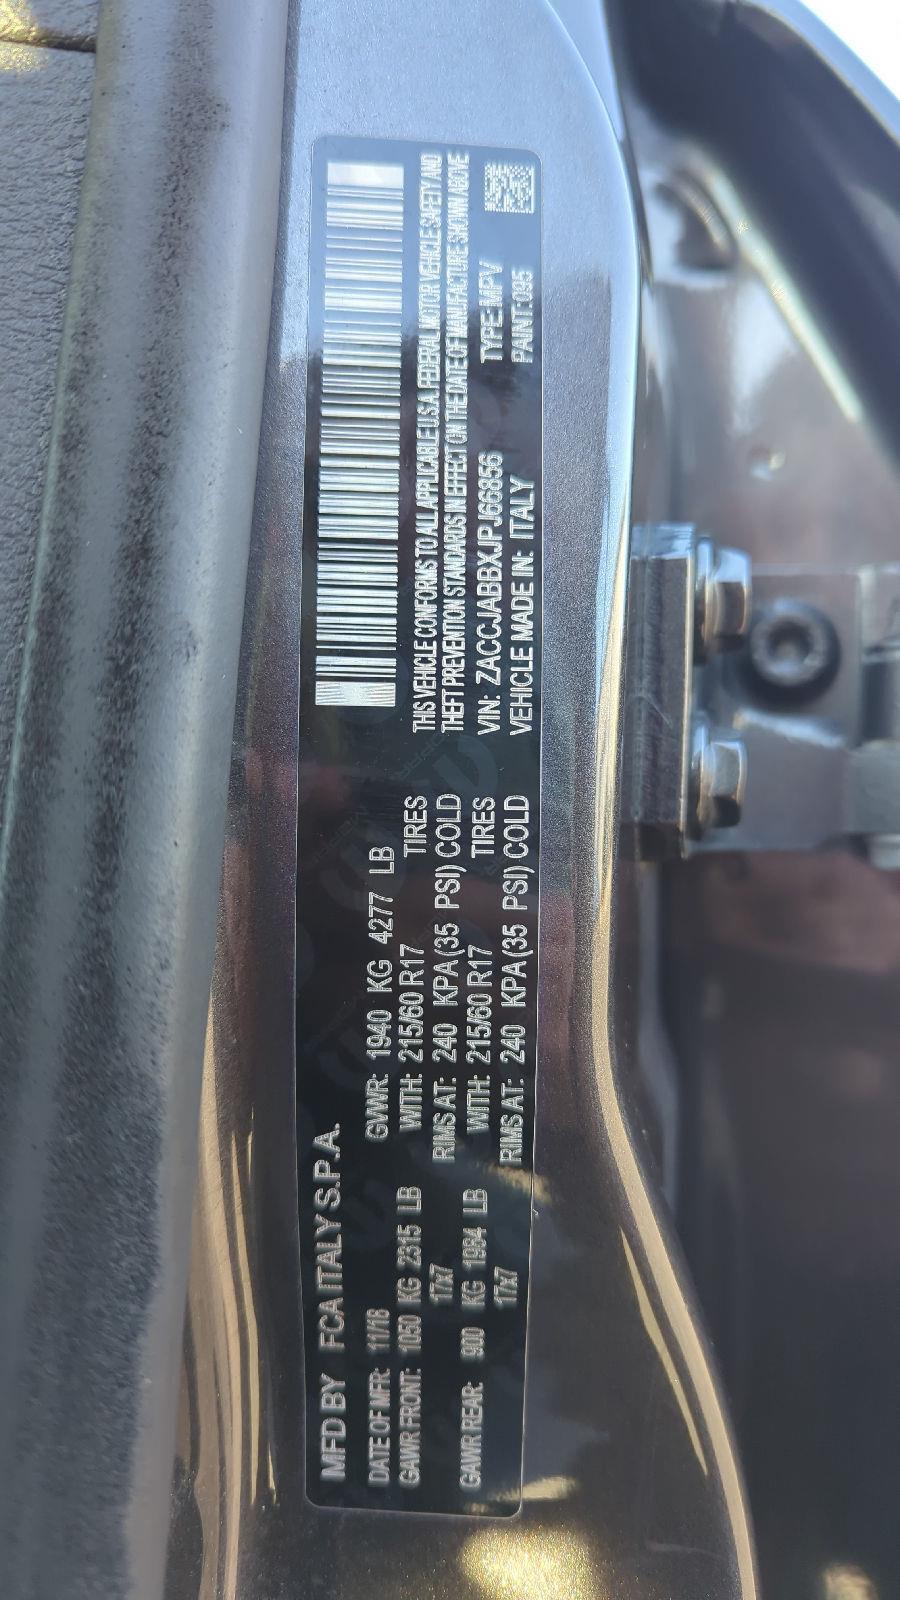 THIS VEHICLE CONFORMS TO ALL APPLICABLE U.S.A. FEDERAL MOTOR VEHICLE SAFETY AND
THEFT PREVENTION STANDARDS IN EFFECT ON THE DATE OF MANUFACTURE SHOWN ABOVE
VIN: ZACCJABBXJPJ66856 TYPE: MPV
VEHICLE MADE IN: ITALY PAINT: 095
MFD BY FCA ITALY S.P.A.
DATE OF MFR: 11/18 GVWR: 1940 KG 4277 LB
GAWR FRONT: 1050 KG 2315 LB WITH: 215/60 R17 TIRES
17x7 RIMS AT: 240 KPA (35 PSI) COLD
GAWR REAR: 900 KG 1984 LB WITH: 215/60 R17 TIRES
17x7 RIMS AT: 240 KPA (35 PSI) COLD